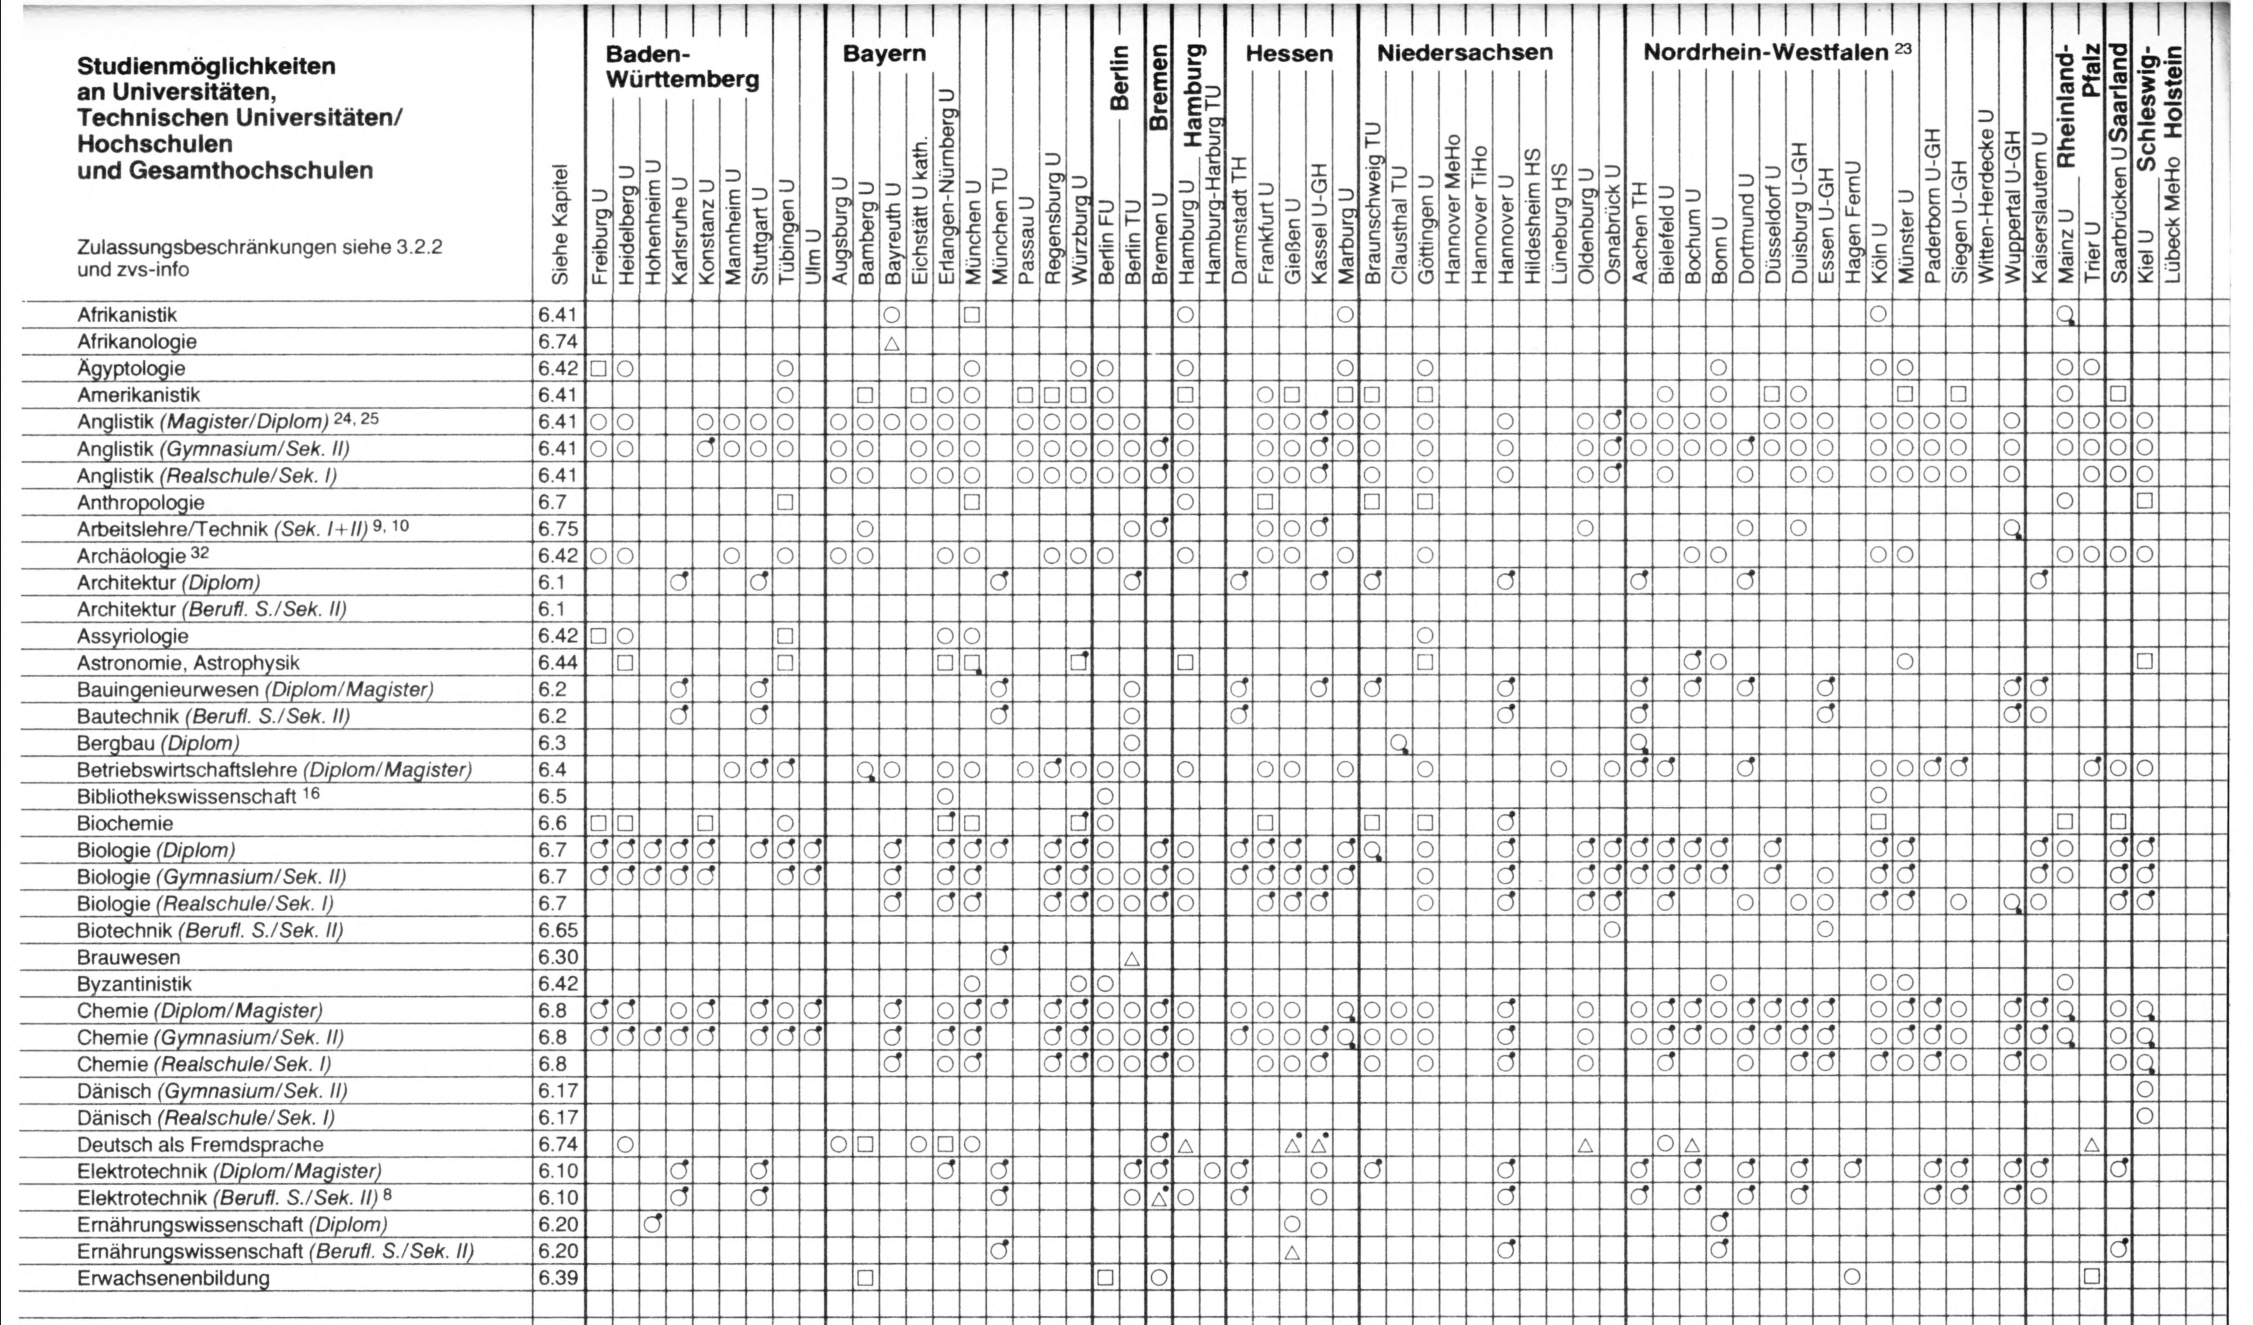 Studienmöglichkeiten
an Universitäten,
Technischen Universitäten/
Hochschulen
und Gesamthochschulen
Zulassungsbeschränkungen siehe 3.2.2
und zvs-info
Siehe Kapitel
Baden-
Württemberg
Freiburg U
Heidelberg U
Hohenheim U
Karlsruhe U
Konstanz U
Mannheim U
Stuttgart U
Tübingen U
Ulm U
Bayern
Augsburg U
Bamberg U
Bayreuth U
Eichstätt U kath.
Erlangen-Nürnberg U
München U
München TU
Passau U
Regensburg U
Würzburg U
Berlin
Berlin FU
Berlin TU
Bremen
Bremen U
Hamburg
Hamburg U
Hamburg-Harburg TU
Hessen
Darmstadt TH
Frankfurt U
Gießen U
Kassel U-GH
Marburg U
Niedersachsen
Braunschweig TU
Clausthal TU
Göttingen U
Hannover MeHo
Hannover TiHo
Hannover U
Hildesheim HS
Lüneburg HS
Oldenburg U
Osnabrück U
Nordrhein-Westfalen 23
Aachen TH
Bielefeld U
Bochum U
Bonn U
Dortmund U
Düsseldorf U
Duisburg U-GH
Essen U-GH
Hagen FernU
Köln U
Münster U
Paderborn U-GH
Siegen U-GH
Witten-Herdecke U
Wuppertal U-GH
Rheinland-
Pfalz
Kaiserslautern U
Mainz U
Trier U
Saarland
Saarbrücken U
Schleswig-
Holstein
Kiel U
Lübeck MeHo
Afrikanistik 6.41
Afrikanologie 6.74
Ägyptologie 6.42
Amerikanistik 6.41
Anglistik (Magister/Diplom) 24, 25 6.41
Anglistik (Gymnasium/Sek. II) 6.41
Anglistik (Realschule/Sek. I) 6.41
Anthropologie 6.7
Arbeitslehre/Technik (Sek. I+II) 9, 10 6.75
Archäologie 32 6.42
Architektur (Diplom) 6.1
Architektur (Berufl. S./Sek. II) 6.1
Assyriologie 6.42
Astronomie, Astrophysik 6.44
Bauingenieurwesen (Diplom/Magister) 6.2
Bautechnik (Berufl. S./Sek. II) 6.2
Bergbau (Diplom) 6.3
Betriebswirtschaftslehre (Diplom/Magister) 6.4
Bibliothekswissenschaft 16 6.5
Biochemie 6.6
Biologie (Diplom) 6.7
Biologie (Gymnasium/Sek. II) 6.7
Biologie (Realschule/Sek. I) 6.7
Biotechnik (Berufl. S./Sek. II) 6.65
Brauwesen 6.30
Byzantinistik 6.42
Chemie (Diplom/Magister) 6.8
Chemie (Gymnasium/Sek. II) 6.8
Chemie (Realschule/Sek. I) 6.8
Dänisch (Gymnasium/Sek. II) 6.17
Dänisch (Realschule/Sek. I) 6.17
Deutsch als Fremdsprache 6.74
Elektrotechnik (Diplom/Magister) 6.10
Elektrotechnik (Berufl. S./Sek. II) 8 6.10
Ernährungswissenschaft (Diplom) 6.20
Ernährungswissenschaft (Berufl. S./Sek. II) 6.20
Erwachsenenbildung 6.39